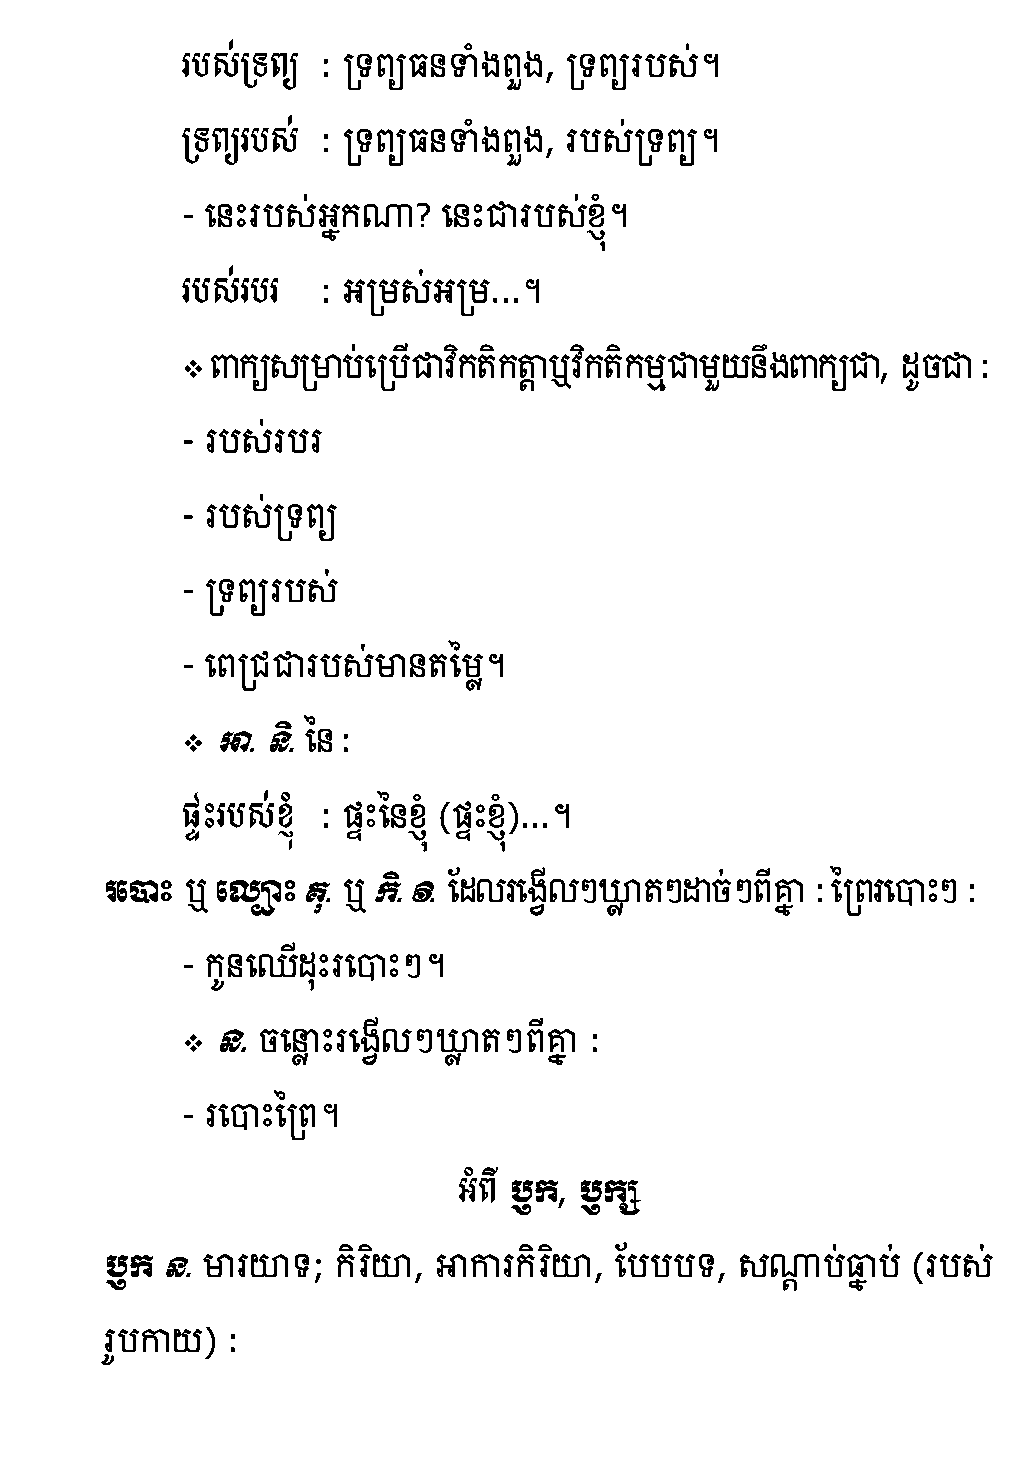 របស់ទ្រព្យ : ទ្រព្យធនទាំងពួង, ទ្រព្យរបស់។
ទ្រព្យរបស់ : ទ្រព្យធនទាំងពួង, របស់ទ្រព្យ។
- នេះរបស់អ្នកណា? នេះជារបស់ខ្ញុំ។
របស់របរ : អម្រស់អម្រ...។
❖ ពាក្យសម្រាប់ប្រើជាវិកតិកត្តាឬវិកតិកម្មជាមួយនឹងពាក្យជា, ដូចជា :
- របស់របរ
- របស់ទ្រព្យ
- ទ្រព្យរបស់
- ពេជ្រជារបស់មានតម្លៃ។
❖ អា. និ. នៃ :
ផ្ទះរបស់ខ្ញុំ : ផ្ទះនៃខ្ញុំ (ផ្ទះខ្ញុំ)...។
របោះ ឬ ល្បោះ គុ. ឬ កិ. វិ. ដែលរង្វើលៗឃ្លាតៗដាច់ៗពីគ្នា : ព្រៃរបោះៗ :
- កូនឈើដុះរបោះៗ។
❖ ន. ចន្លោះរង្វើលៗឃ្លាតៗពីគ្នា :
- របោះព្រៃ។
អំពី ឫក, ឫក្ស
ឫក ន. មារយាទ; កិរិយា, អាការកិរិយា, បែបបទ, សណ្ដាប់ធ្នាប់ (របស់
រូបកាយ) :